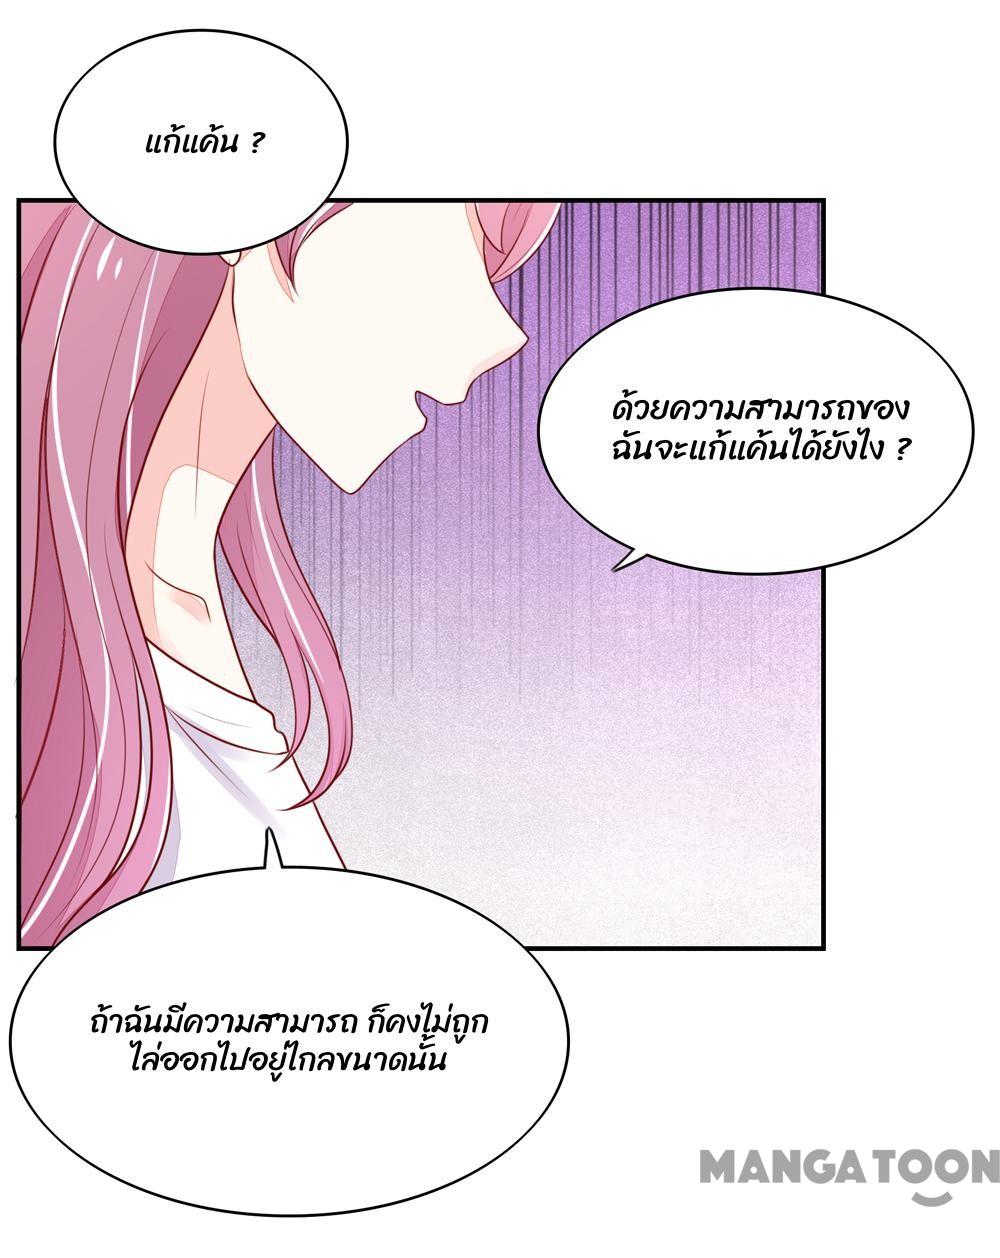 แก้แค้น ?
ด้วยความสามารถของ
ฉันจะแก้แค้นได้ยังไง ?
ถ้าฉันมีความสามารถ ก็คงไม่ถูก
ไล่ออกไปอยู่ไกลขนาดนั้น
MANGATOON